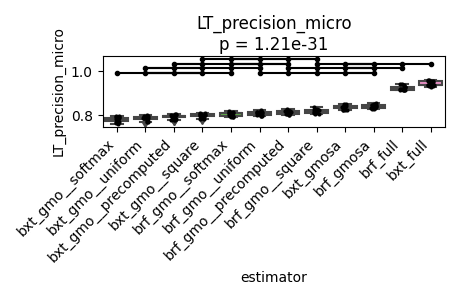 LT_precision_micro
p = 1.21e-31
LT_precision_micro
1.0
0.8
bxt_gmo__softmax
bxt_gmo__uniform
bxt_gmo__precomputed
bxt_gmo__square
brf_gmo__softmax
brf_gmo__uniform
brf_gmo__precomputed
brf_gmo__square
bxt_gmosa
brf_gmosa
brf_full
bxt_full
estimator